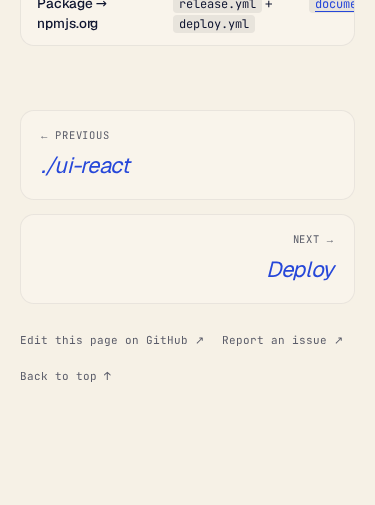 Package → release.yml + docume
npmjs.org deploy.yml
← PREVIOUS
./ui-react
NEXT →
Deploy
Edit this page on GitHub ↗ Report an issue ↗
Back to top ↑